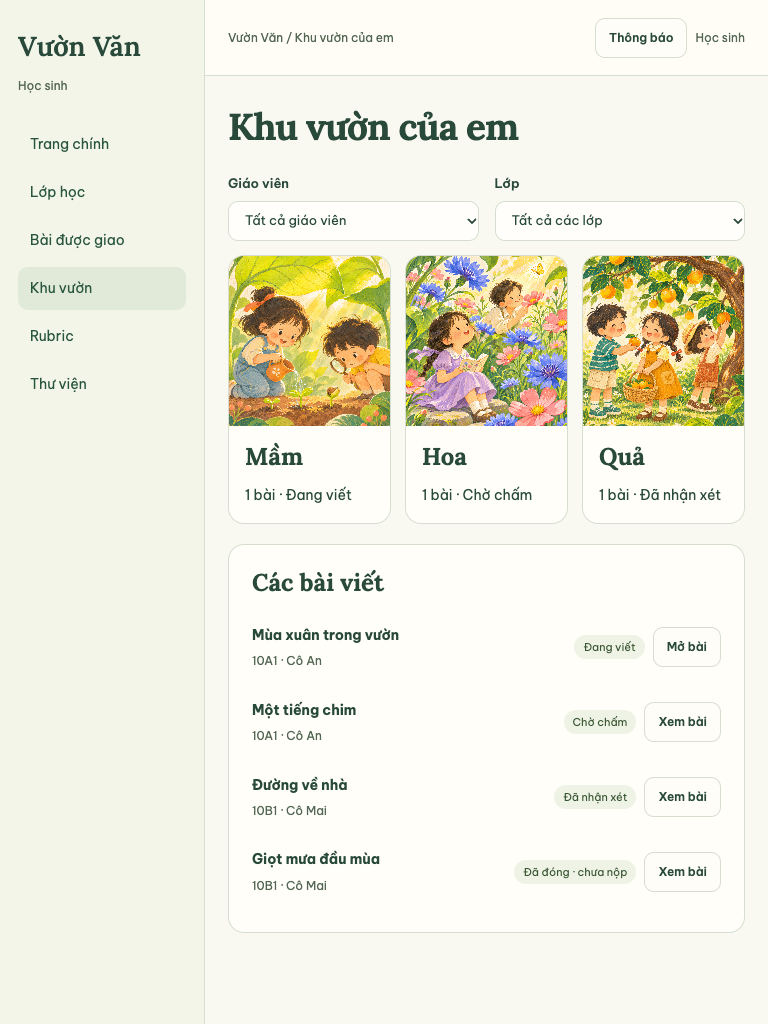 Vườn Văn
Học sinh
Trang chính
Lớp học
Bài được giao
Khu vườn
Rubric
Thư viện
Vườn Văn / Khu vườn của em
Thông báo
Học sinh
Khu vườn của em
Giáo viên
Lớp
Tất cả giáo viên
Tất cả các lớp
Mầm
1 bài · Đang viết
Hoa
1 bài · Chờ chấm
Quả
1 bài · Đã nhận xét
Các bài viết
Mùa xuân trong vườn
10A1 · Cô An
Đang viết
Mở bài
Một tiếng chim
10A1 · Cô An
Chờ chấm
Xem bài
Đường về nhà
10B1 · Cô Mai
Đã nhận xét
Xem bài
Giọt mưa đầu mùa
10B1 · Cô Mai
Đã đóng · chưa nộp
Xem bài